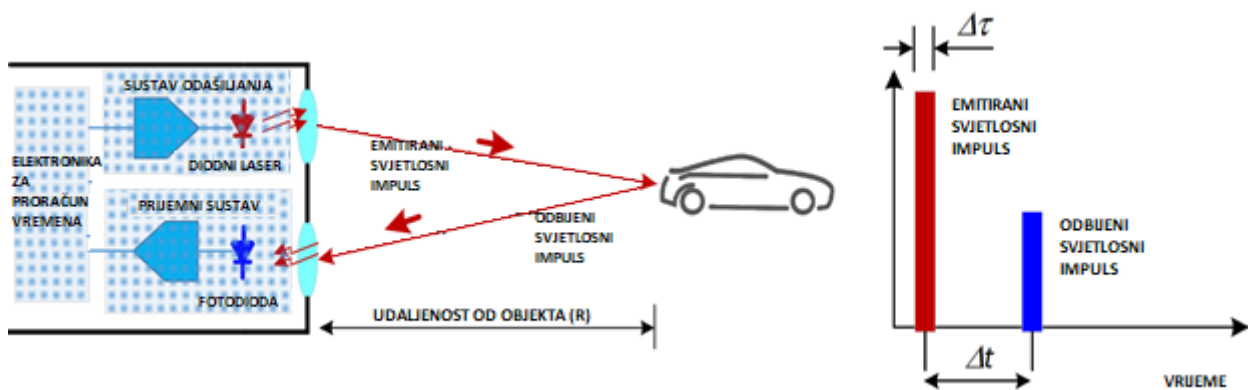 SUSTAV ODAŠILJANJA
DIODNI LASER
ELEKTRONIKA
ZA
PRORAČUN
VREMENA
PRIJEMNI SUSTAV
FOTODIODA
EMITIRANI
SVJETLOSNI
IMPULS
ODBIJENI
SVJETLOSNI
IMPULS
UDALJENOST OD OBJEKTA (R)
Δτ
EMITIRANI
SVJETLOSNI
IMPULS
ODBIJENI
SVJETLOSNI
IMPULS
Δt
VRIJEME